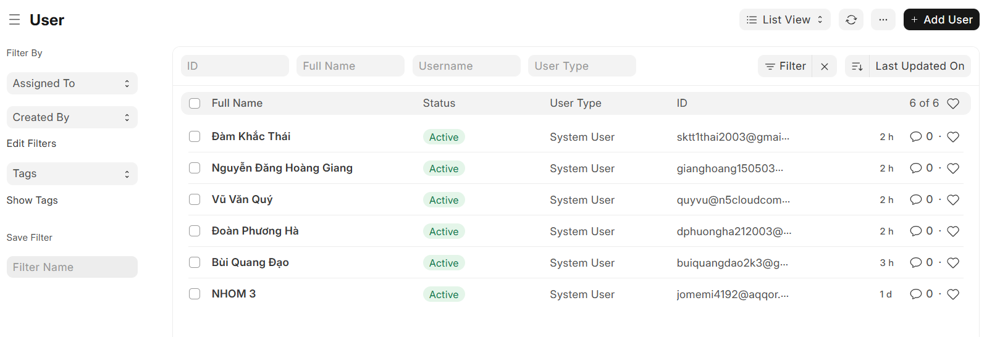 User
List View
···
+ Add User
Filter By
Assigned To
Created By
Edit Filters
Tags
Show Tags
Save Filter
Filter Name
ID Full Name Username User Type Filter × Last Updated On
Full Name Status User Type ID 6 of 6
Đàm Khắc Thái Active System User sktt1thai2003@gmai... 2 h 0 ·
Nguyễn Đăng Hoàng Giang Active System User gianghoang150503... 2 h 0 ·
Vũ Văn Quý Active System User quyvu@n5cloudcom... 2 h 0 ·
Đoàn Phương Hà Active System User dphuongha212003@... 2 h 0 ·
Bùi Quang Đạo Active System User buiquangdao2k3@g... 3 h 0 ·
NHOM 3 Active System User jomemi4192@aqqor.... 1 d 0 ·